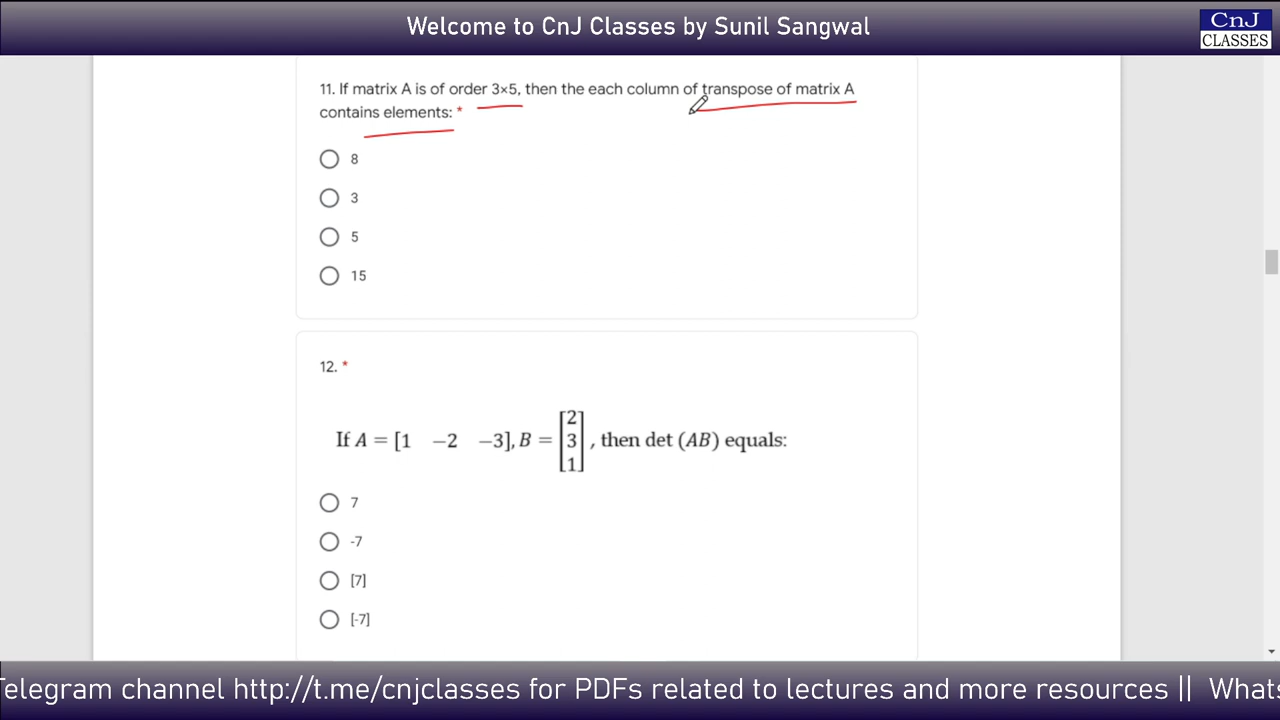 Welcome to CnJ Classes by Sunil Sangwal
CnJ
CLASSES
11. If matrix A is of order 3×5, then the each column of transpose of matrix A
contains elements: *
8
3
5
15
12. *
If A = [1 −2 −3], B = [2 3 1], then det (AB) equals:
7
-7
[7]
[-7]
Telegram channel http://t.me/cnjclasses for PDFs related to lectures and more resources || Whats